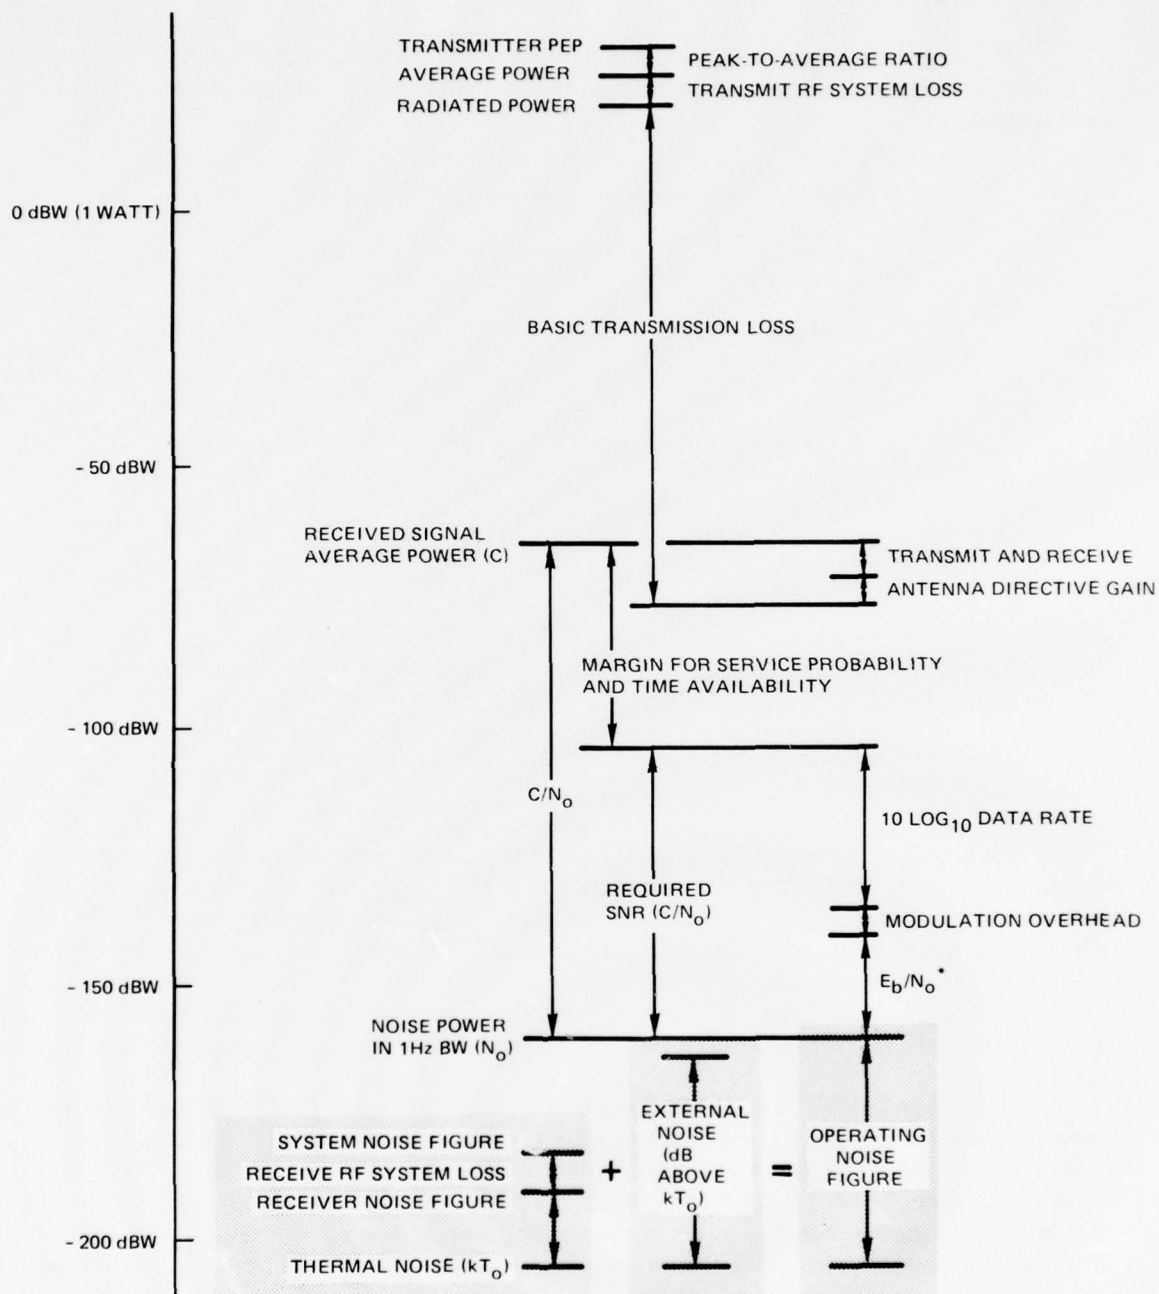 TRANSMITTER PEP
AVERAGE POWER
RADIATED POWER
PEAK-TO-AVERAGE RATIO
TRANSMIT RF SYSTEM LOSS
0 dBW (1 WATT)
BASIC TRANSMISSION LOSS
- 50 dBW
RECEIVED SIGNAL
AVERAGE POWER (C)
TRANSMIT AND RECEIVE
ANTENNA DIRECTIVE GAIN
MARGIN FOR SERVICE PROBABILITY
AND TIME AVAILABILITY
- 100 dBW
C/No
10 LOG10 DATA RATE
REQUIRED
SNR (C/No)
MODULATION OVERHEAD
- 150 dBW
Eb/No*
NOISE POWER
IN 1Hz BW (No)
SYSTEM NOISE FIGURE
RECEIVE RF SYSTEM LOSS
RECEIVER NOISE FIGURE
+
EXTERNAL
NOISE
(dB
ABOVE
kTo)
=
OPERATING
NOISE
FIGURE
- 200 dBW
THERMAL NOISE (kTo)